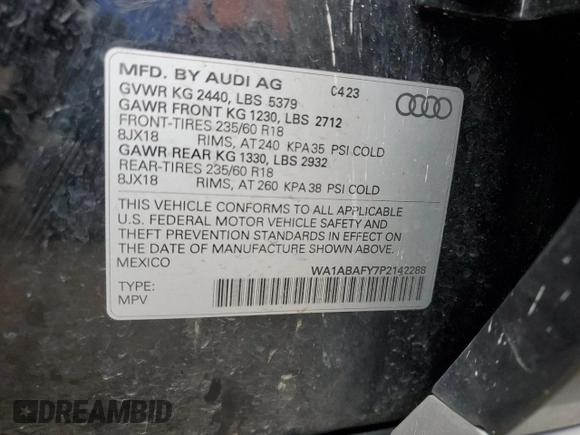 MFD. BY AUDI AG 0423
GVWR KG 2440, LBS 5379
GAWR FRONT KG 1230, LBS 2712
FRONT-TIRES 235/60 R18
8JX18 RIMS, AT 240 KPA 35 PSI COLD
GAWR REAR KG 1330, LBS 2932
REAR-TIRES 235/60 R18
8JX18 RIMS, AT 260 KPA 38 PSI COLD
THIS VEHICLE CONFORMS TO ALL APPLICABLE
U.S. FEDERAL MOTOR VEHICLE SAFETY AND
THEFT PREVENTION STANDARDS IN EFFECT ON
THE DATE OF MANUFACTURE SHOWN ABOVE.
MEXICO WA1ABAFY7P2142288
TYPE:
MPV
DREAMBID